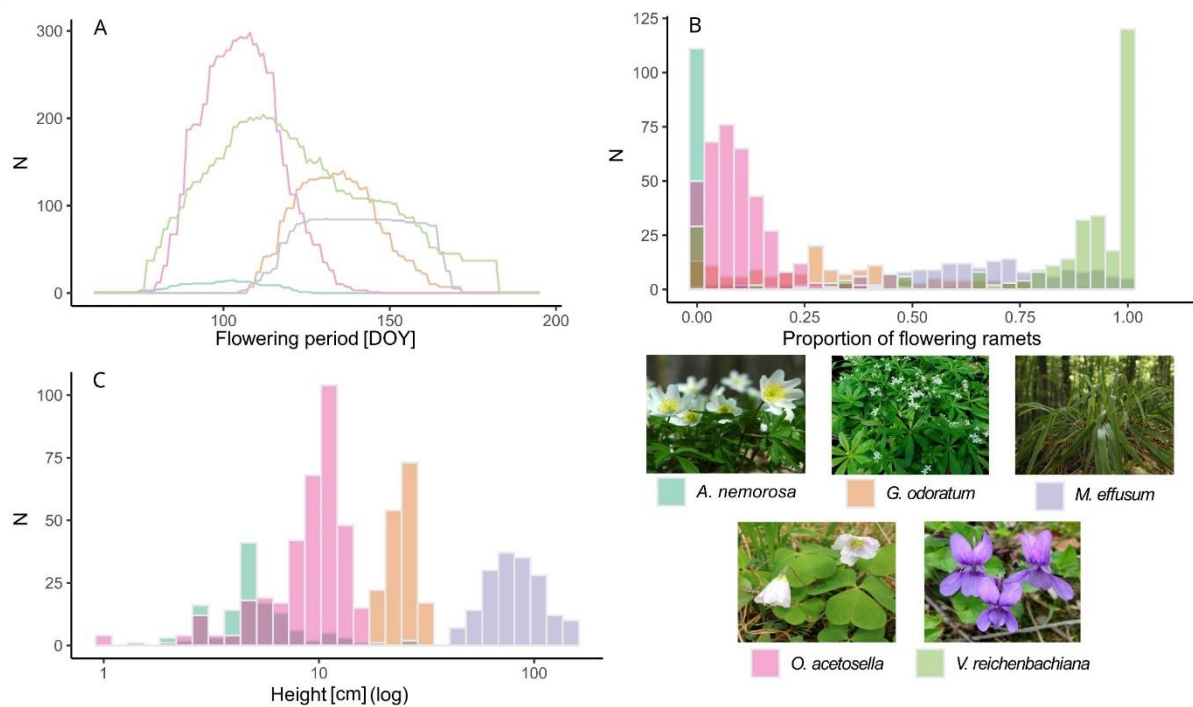 A
300
200
100
0
N
100
150
200
Flowering period [DOY]
B
125
100
75
50
25
0
N
0.00
0.25
0.50
0.75
1.00
Proportion of flowering ramets
C
100
75
50
25
0
N
1
10
100
Height [cm] (log)
A. nemorosa
G. odoratum
M. effusum
O. acetosella
V. reichenbachiana